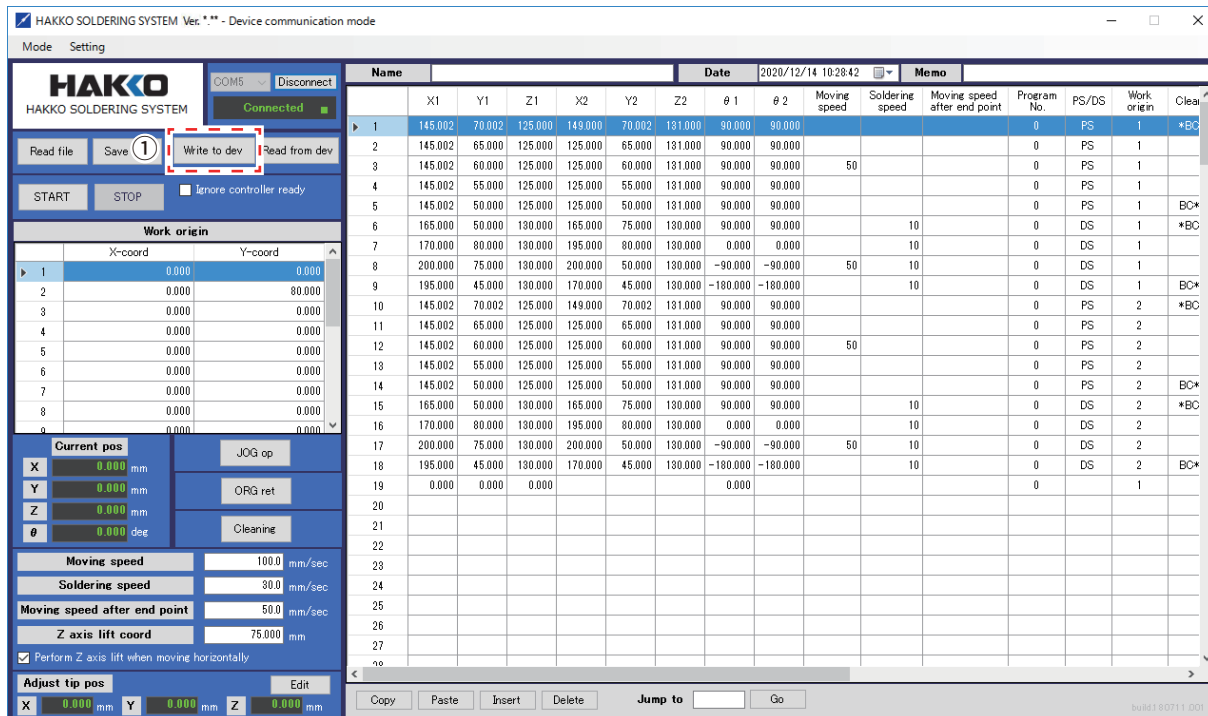 HAKKO SOLDERING SYSTEM Ver. *.** - Device communication mode
Mode Setting
HAKKO
HAKKO SOLDERING SYSTEM
COM5 Disconnect
Connected
Read file Save ① Write to dev Read from dev
START STOP Ignore controller ready
Work origin
X-coord Y-coord
1 0.000 0.000
2 0.000 80.000
3 0.000 0.000
4 0.000 0.000
5 0.000 0.000
6 0.000 0.000
7 0.000 0.000
8 0.000 0.000
9 0.000 0.000
Current pos
X 0.000 mm
Y 0.000 mm
Z 0.000 mm
θ 0.000 deg
JOG op
ORG ret
Cleaning
Moving speed 100.0 mm/sec
Soldering speed 30.0 mm/sec
Moving speed after end point 50.0 mm/sec
Z axis lift coord 75.000 mm
Perform Z axis lift when moving horizontally
Adjust tip pos Edit
X 0.000 mm Y 0.000 mm Z 0.000 mm
Name Date 2020/12/14 10:28:42 Memo
X1 Y1 Z1 X2 Y2 Z2 θ 1 θ 2 Moving speed Soldering speed Moving speed after end point Program No. PS/DS Work origin Clear
1 145.002 70.002 125.000 149.000 70.002 131.000 90.000 90.000 0 PS 1 *BC
2 145.002 65.000 125.000 125.000 65.000 131.000 90.000 90.000 0 PS 1
3 145.002 60.000 125.000 125.000 60.000 131.000 90.000 90.000 50 0 PS 1
4 145.002 55.000 125.000 125.000 55.000 131.000 90.000 90.000 0 PS 1
5 145.002 50.000 125.000 125.000 50.000 131.000 90.000 90.000 0 PS 1 BC*
6 165.000 50.000 130.000 165.000 75.000 130.000 90.000 90.000 10 0 DS 1 *BC
7 170.000 80.000 130.000 195.000 80.000 130.000 0.000 0.000 10 0 DS 1
8 200.000 75.000 130.000 200.000 50.000 130.000 -90.000 -90.000 50 10 0 DS 1
9 195.000 45.000 130.000 170.000 45.000 130.000 -180.000 -180.000 10 0 DS 1 BC*
10 145.002 70.002 125.000 149.000 70.002 131.000 90.000 90.000 0 PS 2 *BC
11 145.002 65.000 125.000 125.000 65.000 131.000 90.000 90.000 0 PS 2
12 145.002 60.000 125.000 125.000 60.000 131.000 90.000 90.000 50 0 PS 2
13 145.002 55.000 125.000 125.000 55.000 131.000 90.000 90.000 0 PS 2
14 145.002 50.000 125.000 125.000 50.000 131.000 90.000 90.000 0 PS 2 BC*
15 165.000 50.000 130.000 165.000 75.000 130.000 90.000 90.000 10 0 DS 2 *BC
16 170.000 80.000 130.000 195.000 80.000 130.000 0.000 0.000 10 0 DS 2
17 200.000 75.000 130.000 200.000 50.000 130.000 -90.000 -90.000 50 10 0 DS 2
18 195.000 45.000 130.000 170.000 45.000 130.000 -180.000 -180.000 10 0 DS 2 BC*
19 0.000 0.000 0.000 0.000 0 1
20
21
22
23
24
25
26
27
28
Copy Paste Insert Delete Jump to Go
build.180711.001